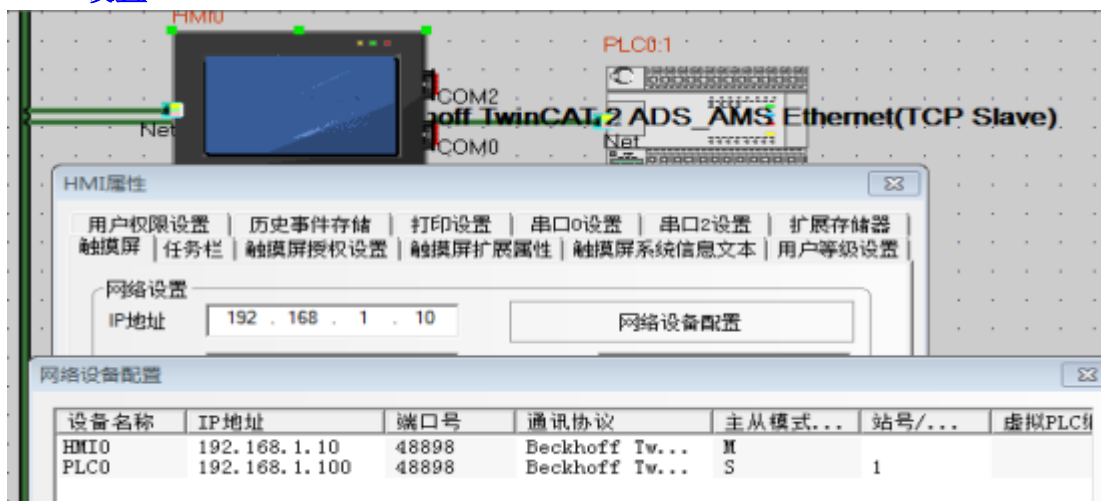 HMI0
PLC0:1
COM2
hoff TwinCAT 2 ADS_AMS Ethernet(TCP Slave)
Net
Net
COM0
HMI属性
用户权限设置 历史事件存储 打印设置 串口0设置 串口2设置 扩展存储器
触摸屏 任务栏 触摸屏授权设置 触摸屏扩展属性 触摸屏系统信息文本 用户等级设置
网络设置
IP地址 192 . 168 . 1 . 10 网络设备配置
网络设备配置
设备名称 IP地址 端口号 通讯协议 主从模式... 站号/... 虚拟PLC
HMI0 192.168.1.10 48898 Beckhoff Tw... M
PLC0 192.168.1.100 48898 Beckhoff Tw... S 1